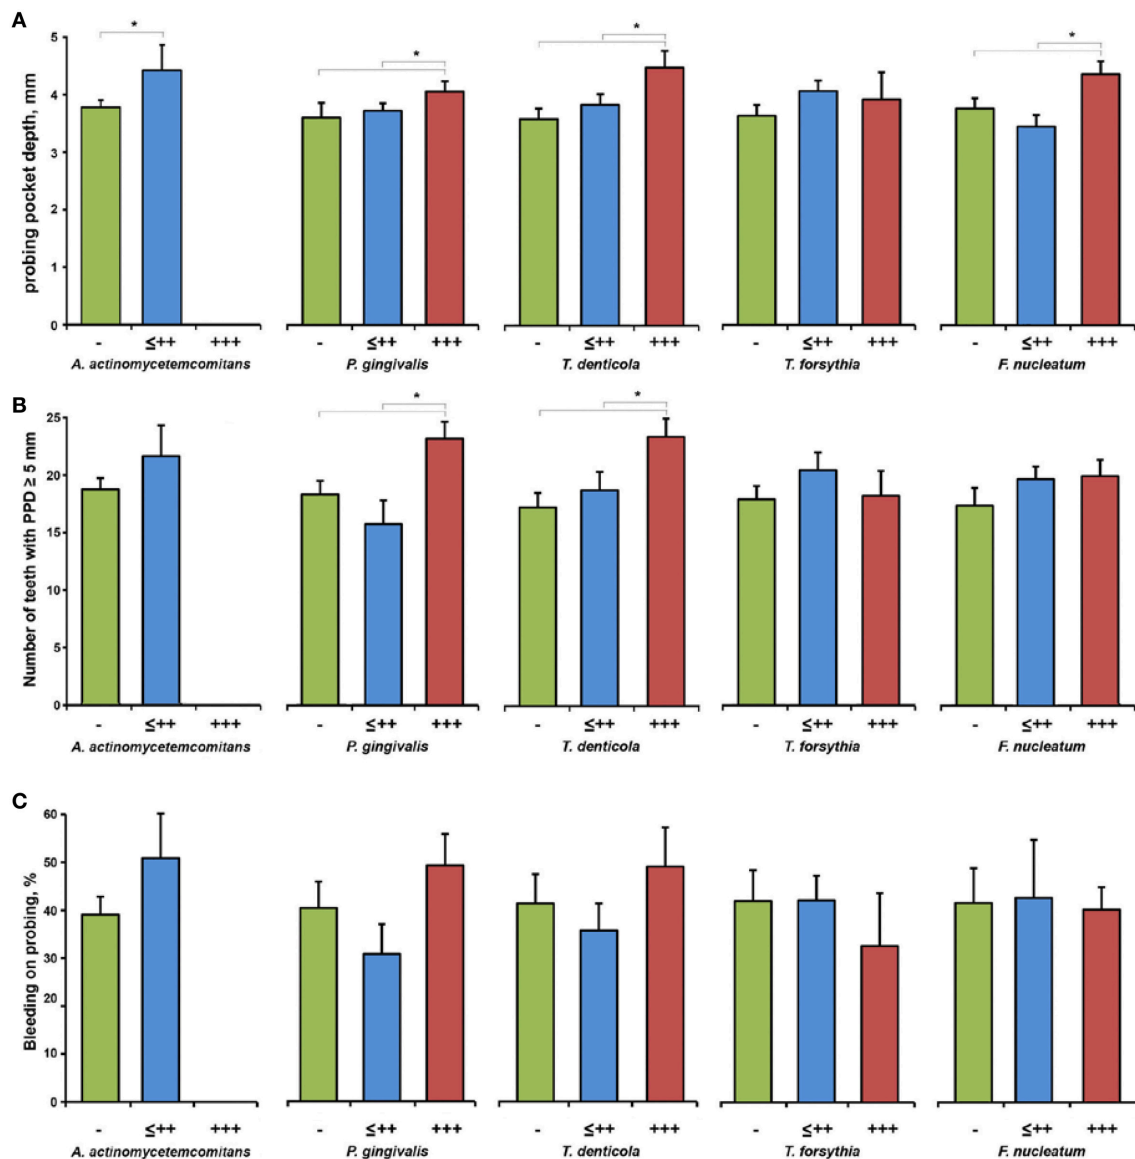 A
* * * *
probing pocket depth, mm
5
4
3
2
1
0
- ≤++ +++ - ≤++ +++ - ≤++ +++ - ≤++ +++ - ≤++ +++
A. actinomycetemcomitans P. gingivalis T. denticola T. forsythia F. nucleatum
B
* *
Number of teeth with PPD ≥ 5 mm
25
20
15
10
5
0
- ≤++ +++ - ≤++ +++ - ≤++ +++ - ≤++ +++ - ≤++ +++
A. actinomycetemcomitans P. gingivalis T. denticola T. forsythia F. nucleatum
C
Bleeding on probing, %
60
50
40
30
20
10
0
- ≤++ +++ - ≤++ +++ - ≤++ +++ - ≤++ +++ - ≤++ +++
A. actinomycetemcomitans P. gingivalis T. denticola T. forsythia F. nucleatum